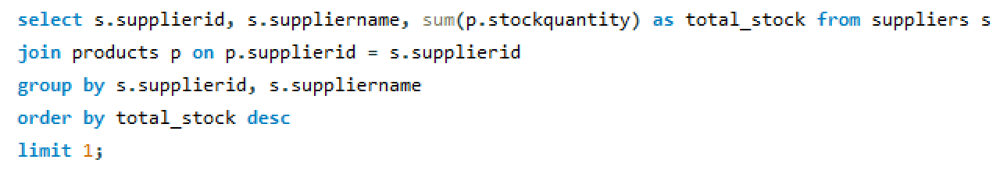 select s.supplierid, s.suppliername, sum(p.stockquantity) as total_stock from suppliers s
join products p on p.supplierid = s.supplierid
group by s.supplierid, s.suppliername
order by total_stock desc
limit 1;